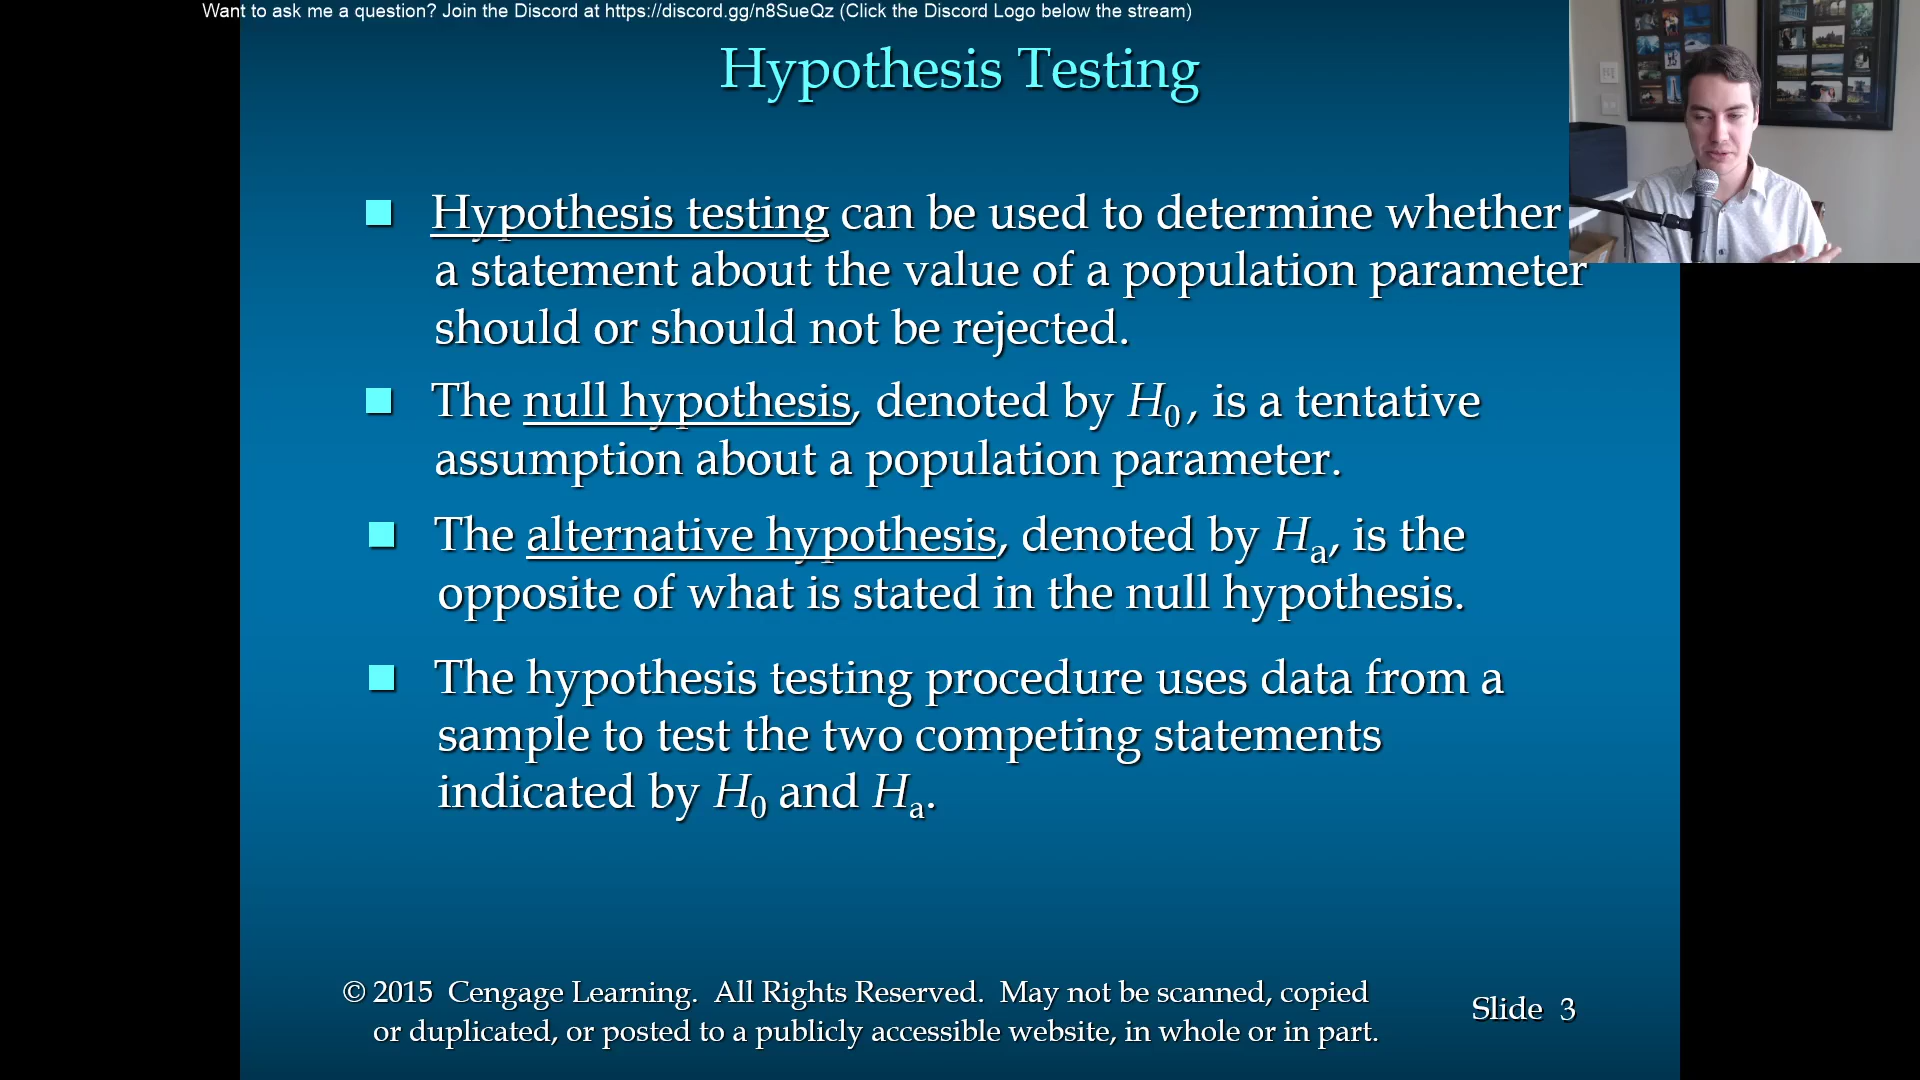 Want to ask me a question? Join the Discord at https://discord.gg/n8SueQz (Click the Discord Logo below the stream)
Hypothesis Testing
Hypothesis testing can be used to determine whether
a statement about the value of a population parameter
should or should not be rejected.
The null hypothesis, denoted by H0 , is a tentative
assumption about a population parameter.
The alternative hypothesis, denoted by Ha, is the
opposite of what is stated in the null hypothesis.
The hypothesis testing procedure uses data from a
sample to test the two competing statements
indicated by H0 and Ha.
© 2015 Cengage Learning. All Rights Reserved. May not be scanned, copied
or duplicated, or posted to a publicly accessible website, in whole or in part.
Slide 3